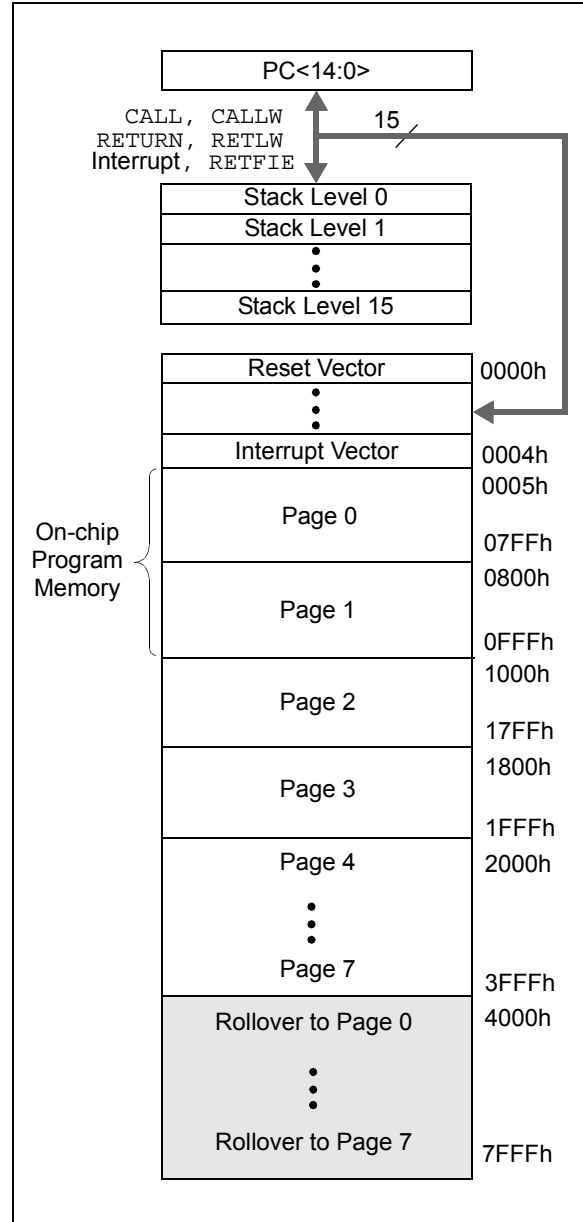 PC<14:0>
CALL, CALLW
15
RETURN, RETLW
Interrupt, RETFIE
Stack Level 0
Stack Level 1
Stack Level 15
Reset Vector
0000h
Interrupt Vector
0004h
0005h
On-chip
Program
Memory
Page 0
07FFh
0800h
Page 1
0FFFh
1000h
Page 2
17FFh
1800h
Page 3
1FFFh
Page 4
2000h
Page 7
3FFFh
Rollover to Page 0
4000h
Rollover to Page 7
7FFFh